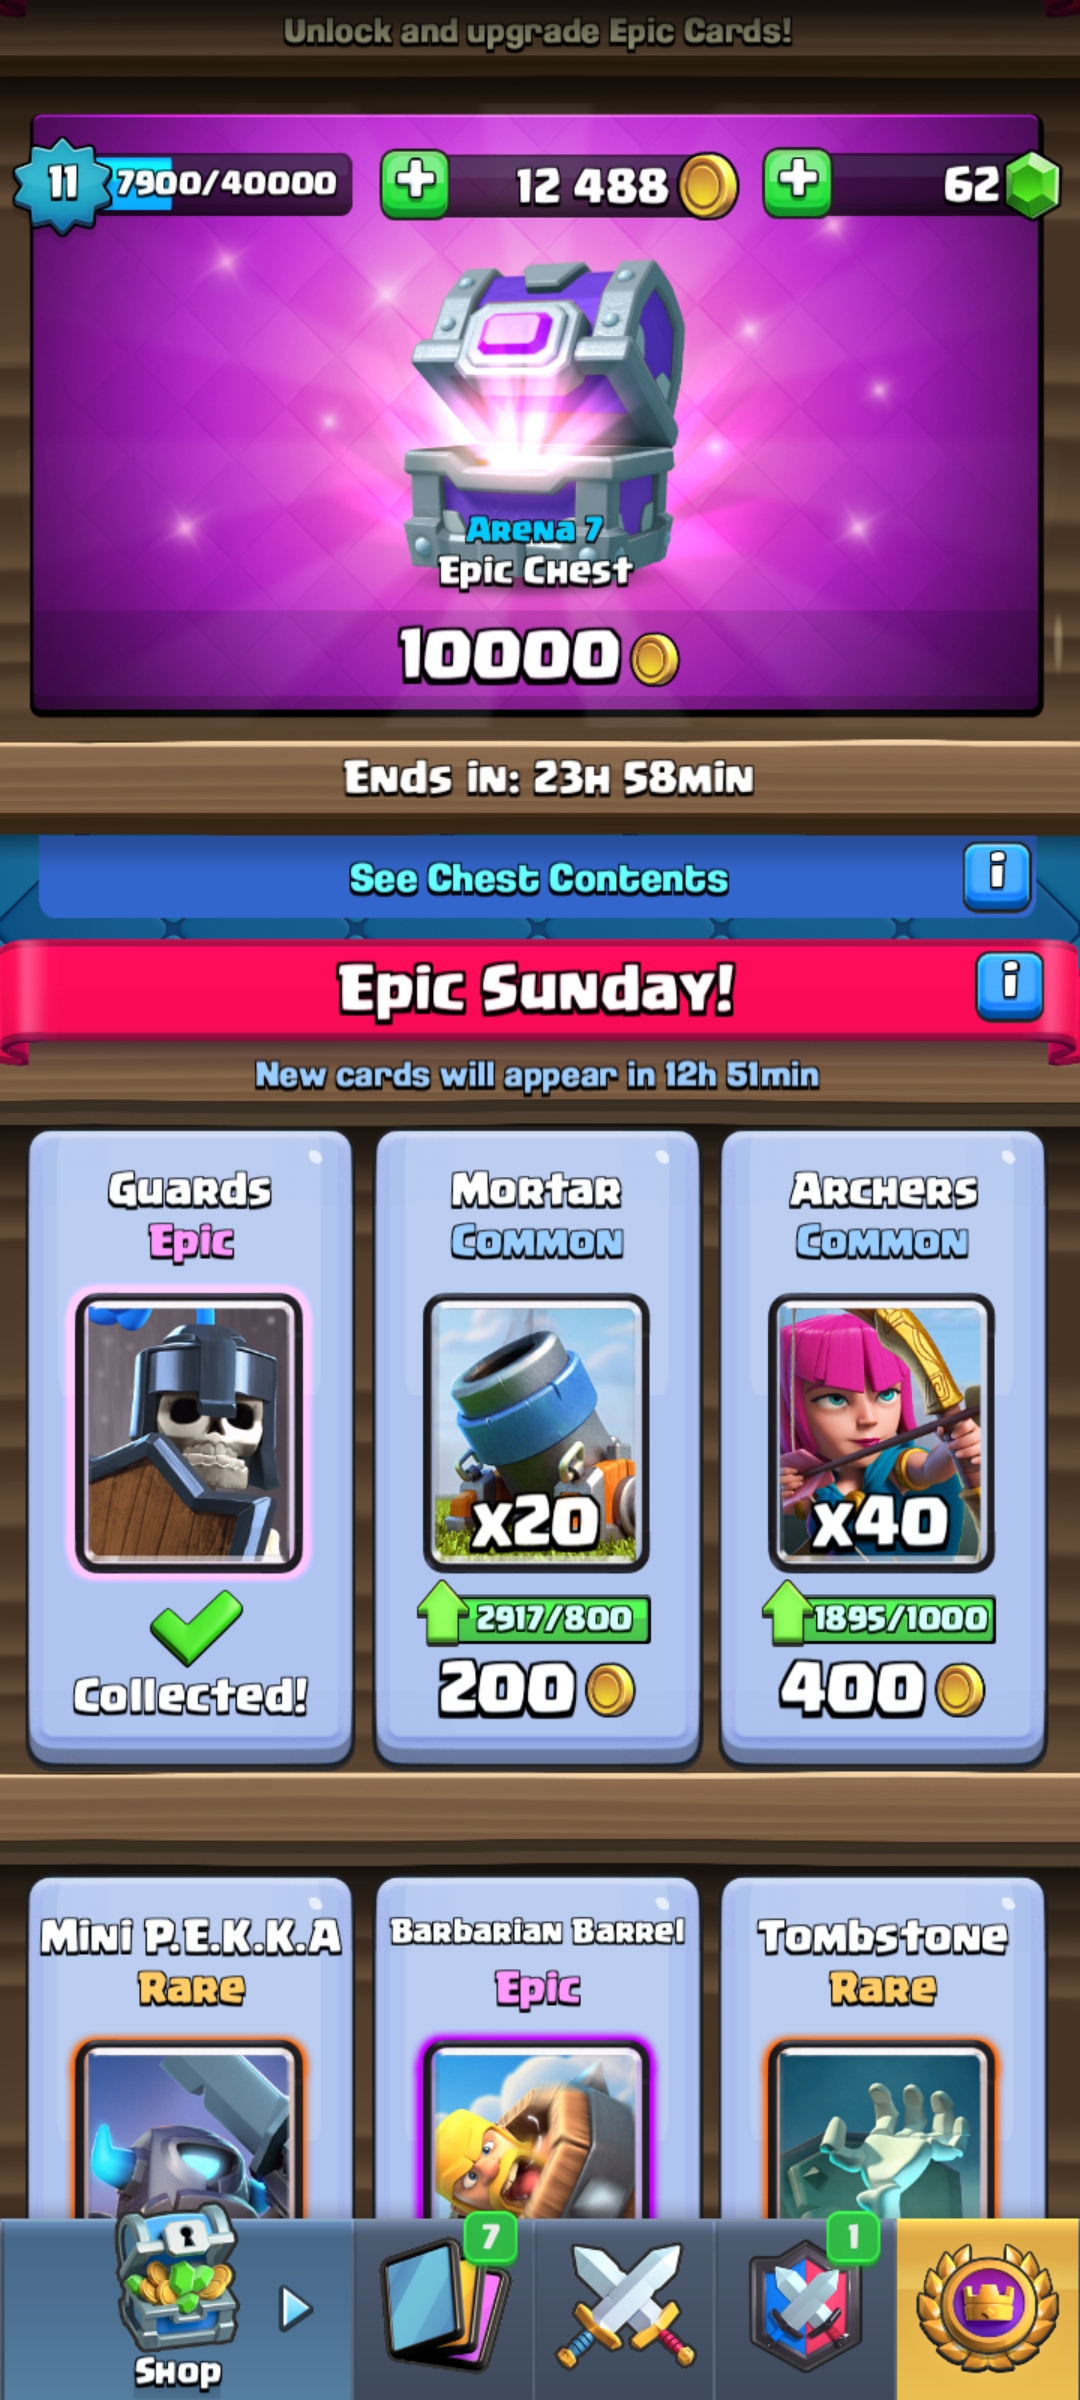 Unlock and upgrade Epic Cards!
11
7900/40000
12 488
62
Arena 7
Epic Chest
10000
Ends in: 23h 58min
See Chest Contents
i
Epic Sunday!
i
New cards will appear in 12h 51min
Guards
Epic
Collected!
Mortar
Common
x20
2917/800
200
Archers
Common
x40
1895/1000
400
Mini P.E.K.K.A
Rare
Barbarian Barrel
Epic
Tombstone
Rare
Shop
7
1